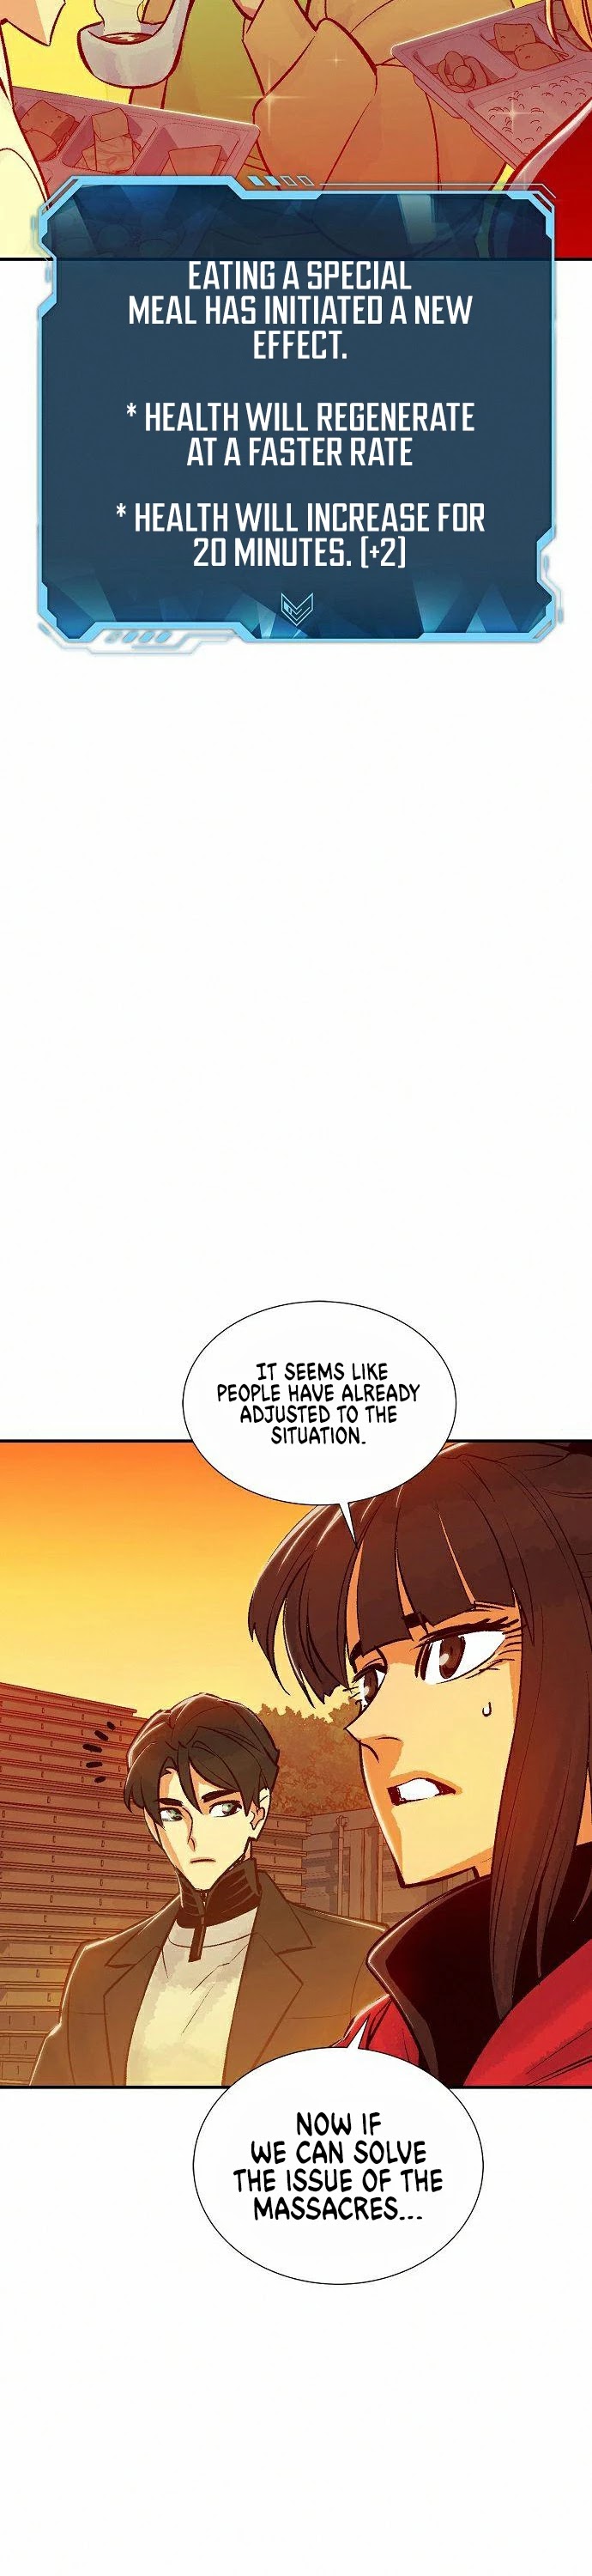 EATING A SPECIAL
MEAL HAS INITIATED A NEW
EFFECT.
* HEALTH WILL REGENERATE
AT A FASTER RATE
* HEALTH WILL INCREASE FOR
20 MINUTES. [+2]
IT SEEMS LIKE
PEOPLE HAVE ALREADY
ADJUSTED TO THE
SITUATION.
NOW IF
WE CAN SOLVE
THE ISSUE OF THE
MASSACRES...